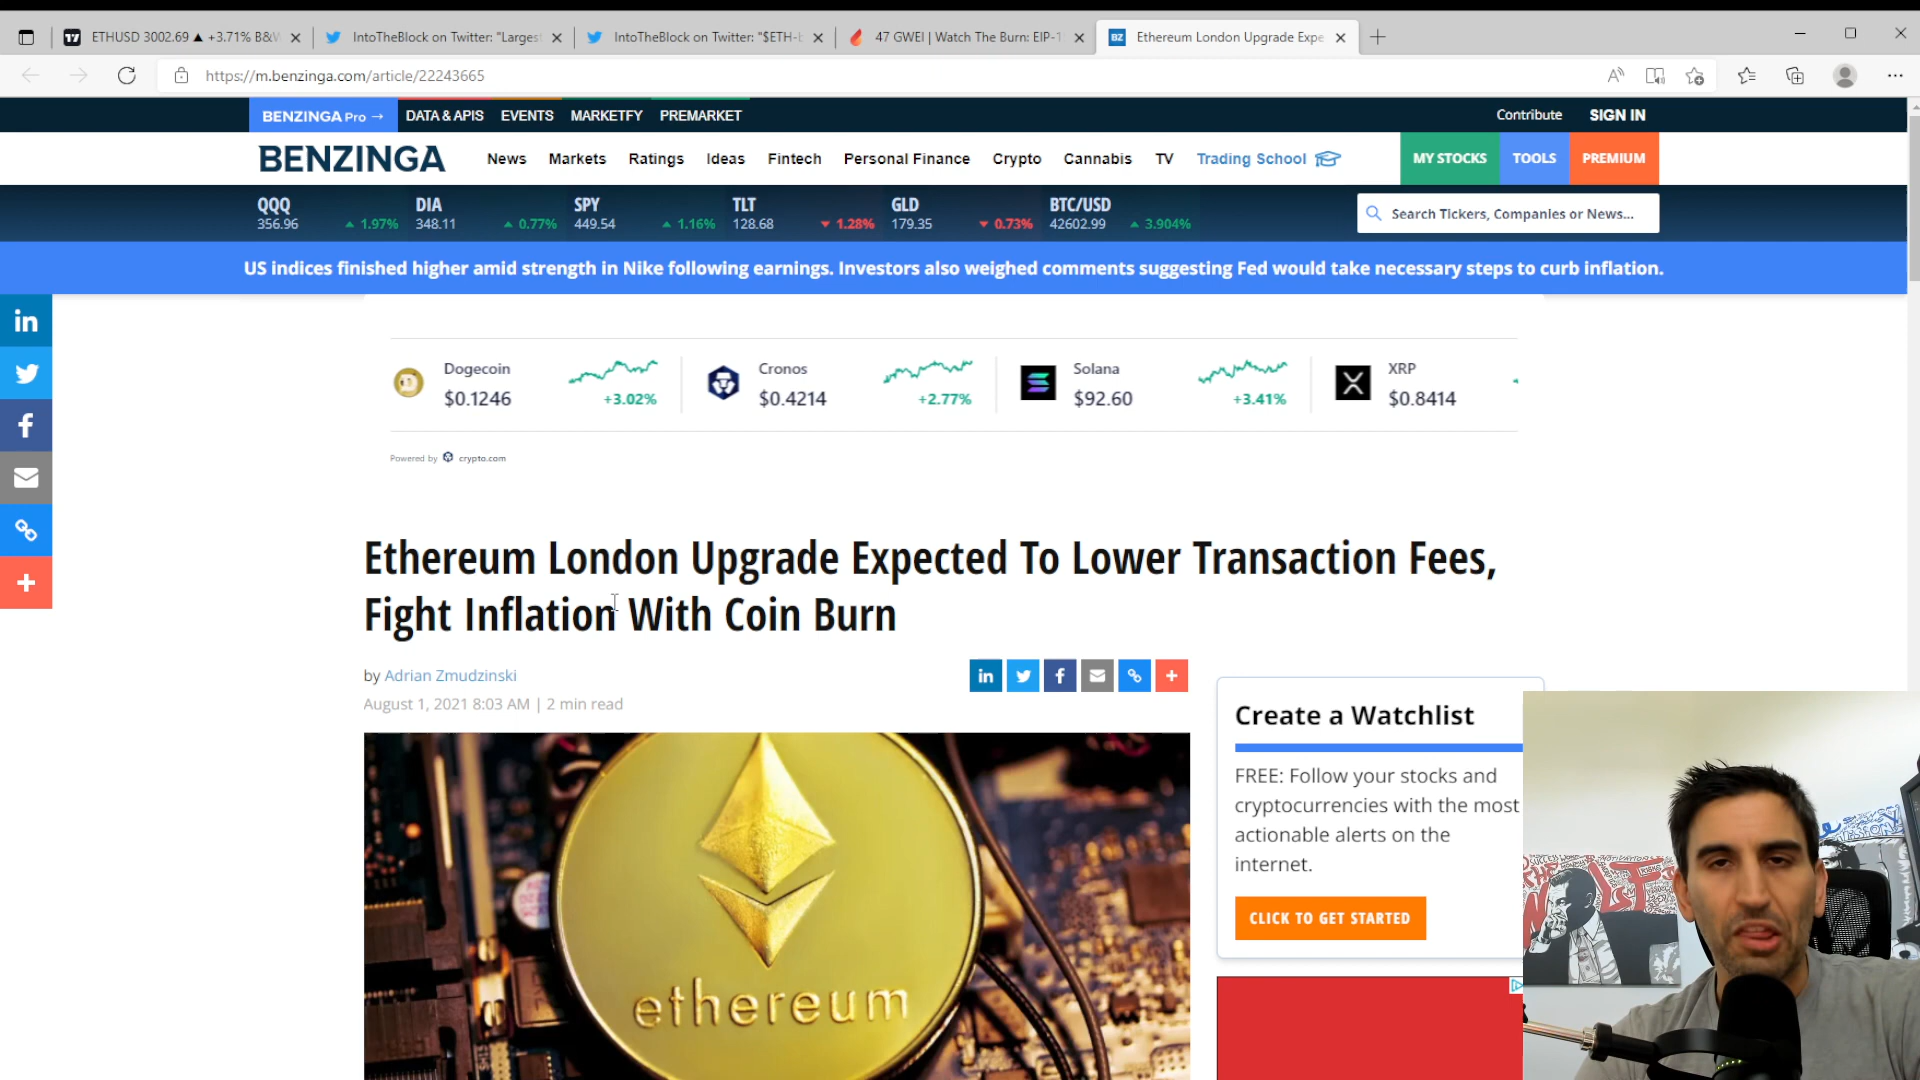 ETHUSD 3002.69 ▲ +3.71% B&W
IntoTheBlock on Twitter: "Largest
IntoTheBlock on Twitter: "$ETH-b
47 GWEI | Watch The Burn: EIP-1
Ethereum London Upgrade Expe
https://m.benzinga.com/article/22243665
BENZINGA Pro →
DATA & APIS
EVENTS
MARKETFY
PREMARKET
Contribute
SIGN IN
BENZINGA
News
Markets
Ratings
Ideas
Fintech
Personal Finance
Crypto
Cannabis
TV
Trading School
MY STOCKS
TOOLS
PREMIUM
QQQ
356.96 ▲ 1.97%
DIA
348.11 ▲ 0.77%
SPY
449.54 ▲ 1.16%
TLT
128.68 ▼ 1.28%
GLD
179.35 ▼ 0.73%
BTC/USD
42602.99 ▲ 3.904%
Search Tickers, Companies or News...
US indices finished higher amid strength in Nike following earnings. Investors also weighed comments suggesting Fed would take necessary steps to curb inflation.
Dogecoin
$0.1246
+3.02%
Cronos
$0.4214
+2.77%
Solana
$92.60
+3.41%
XRP
$0.8414
Powered by crypto.com
Ethereum London Upgrade Expected To Lower Transaction Fees,
Fight Inflation With Coin Burn
by Adrian Zmudzinski
August 1, 2021 8:03 AM | 2 min read
ethereum
Create a Watchlist
FREE: Follow your stocks and
cryptocurrencies with the most
actionable alerts on the
internet.
CLICK TO GET STARTED